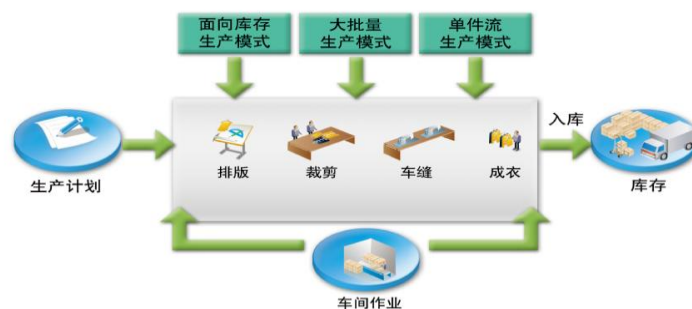 面向库存
生产模式
大批量
生产模式
单件流
生产模式
入库
排版
裁剪
车缝
成衣
生产计划
库存
车间作业